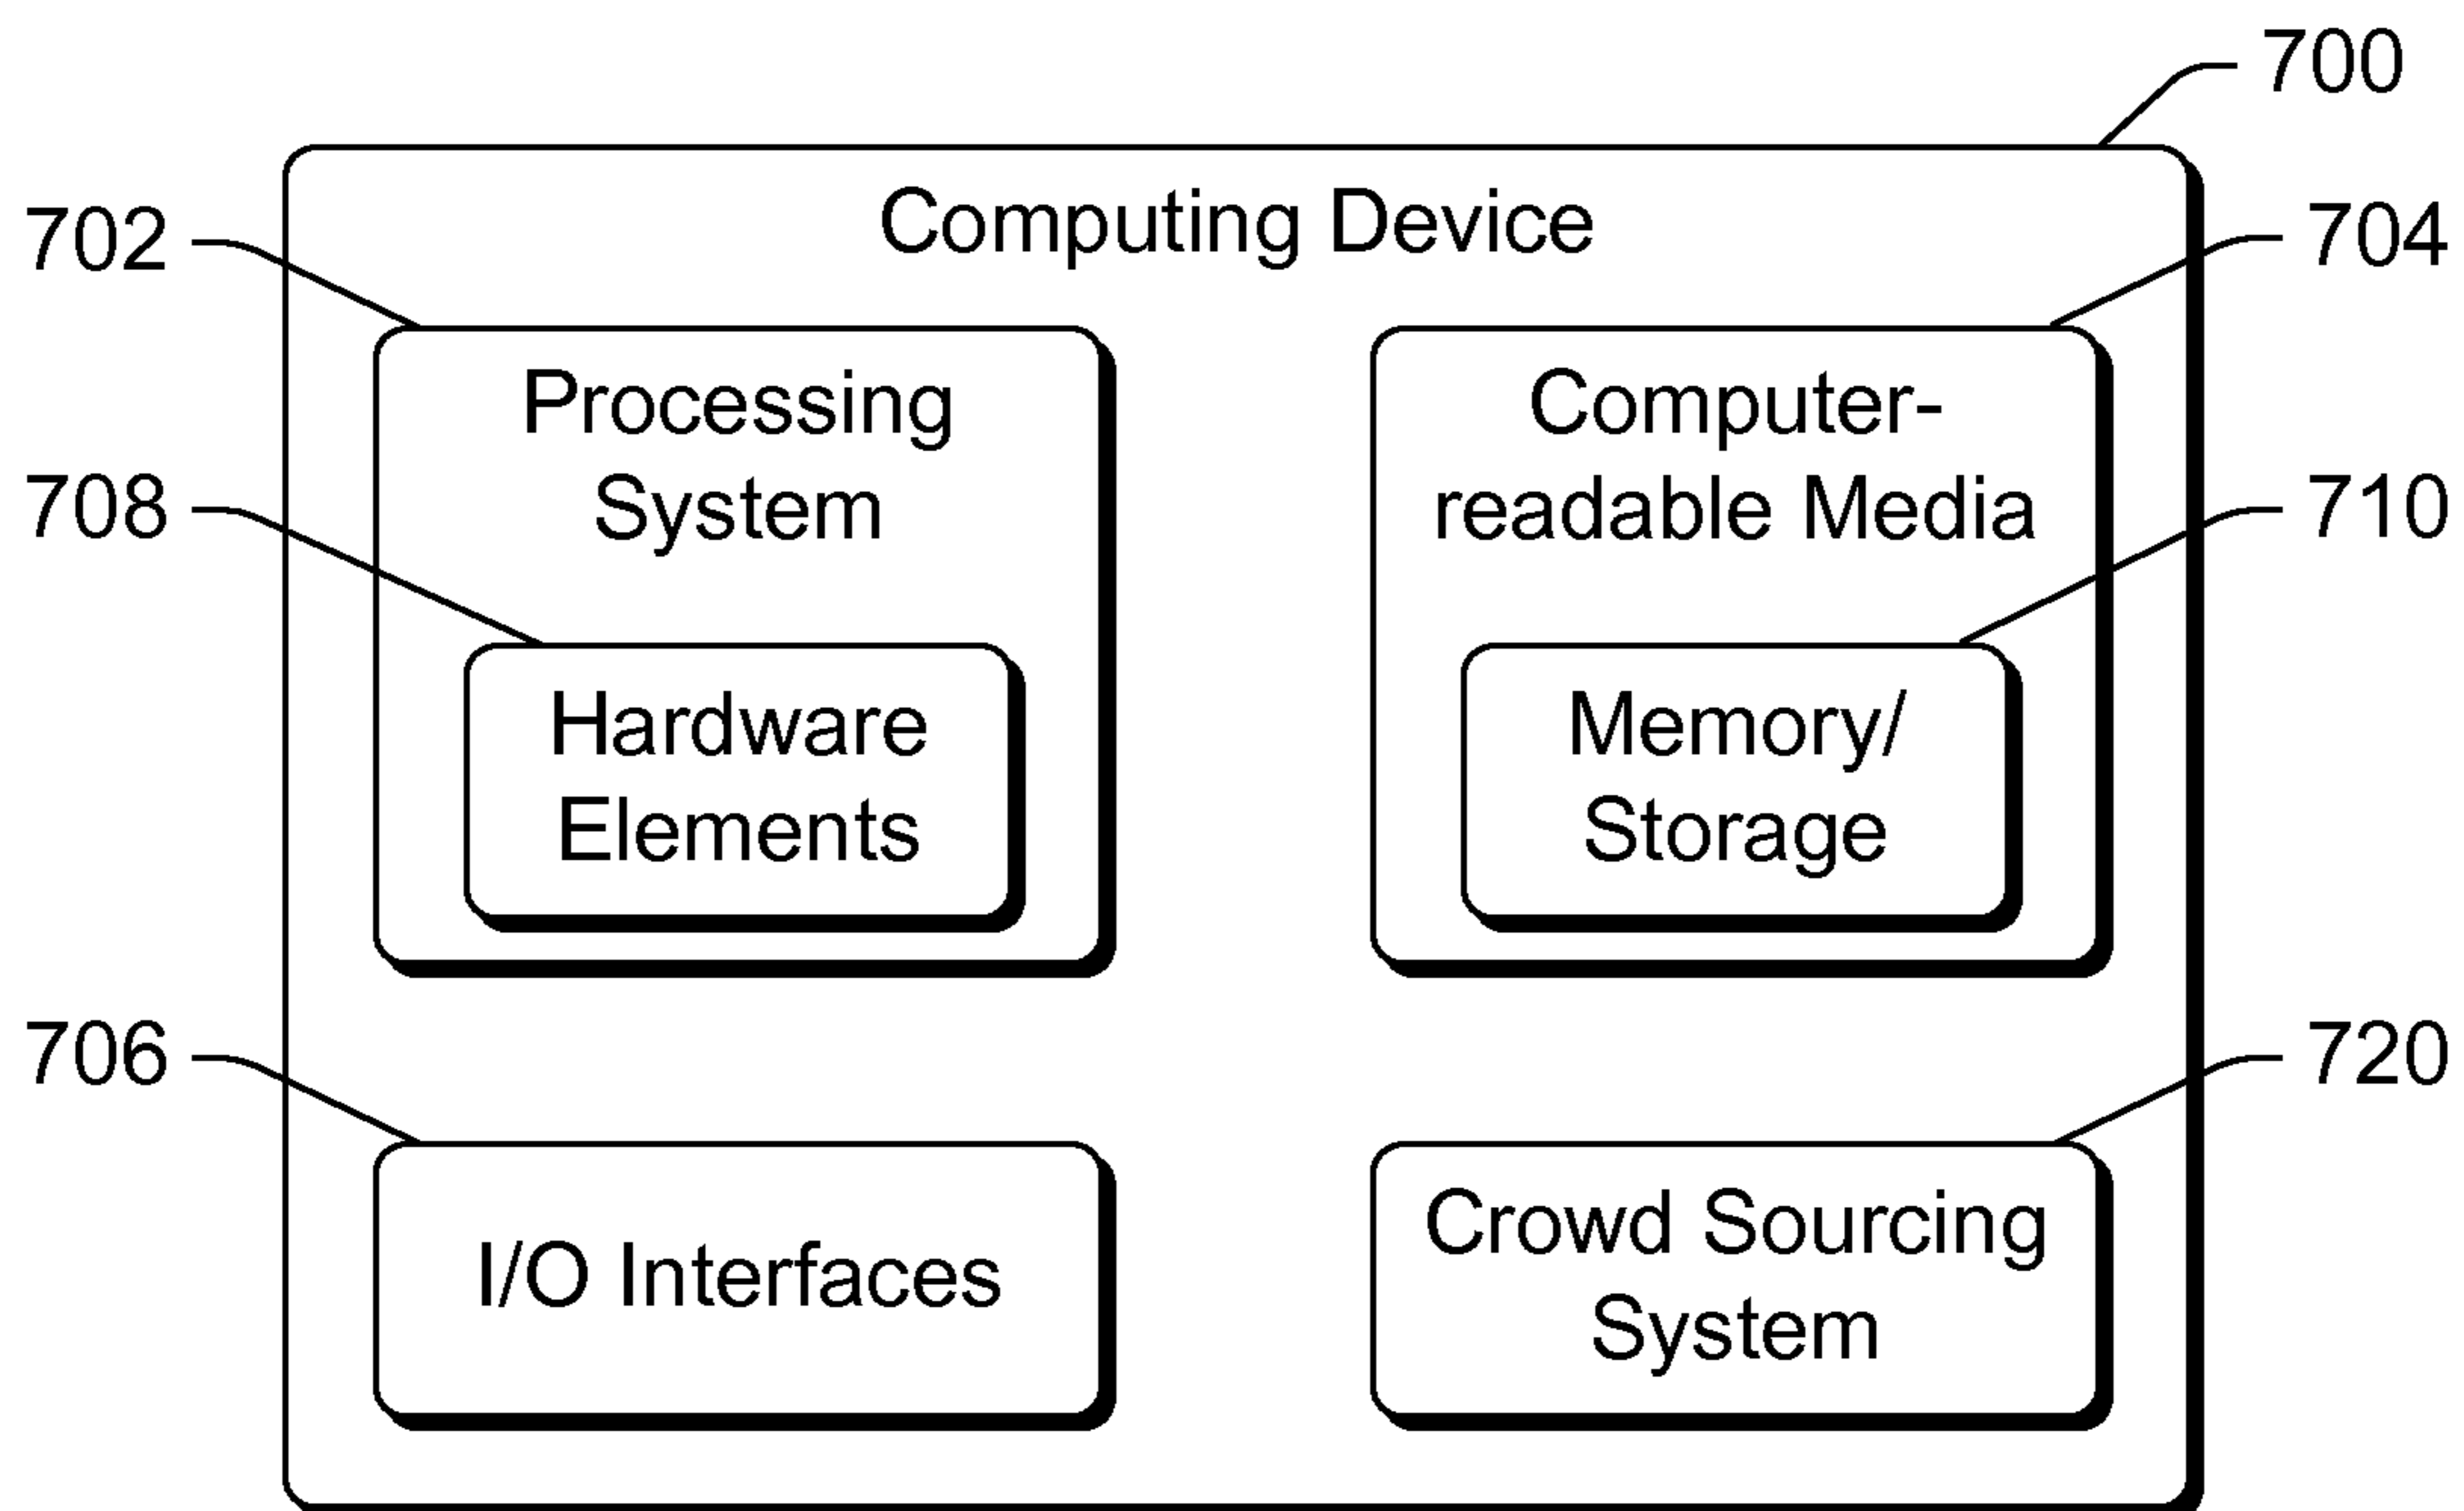 700
Computing Device
702
704
Processing
System
Computer-
readable Media
708
710
Hardware
Elements
Memory/
Storage
706
720
I/O Interfaces
Crowd Sourcing
System